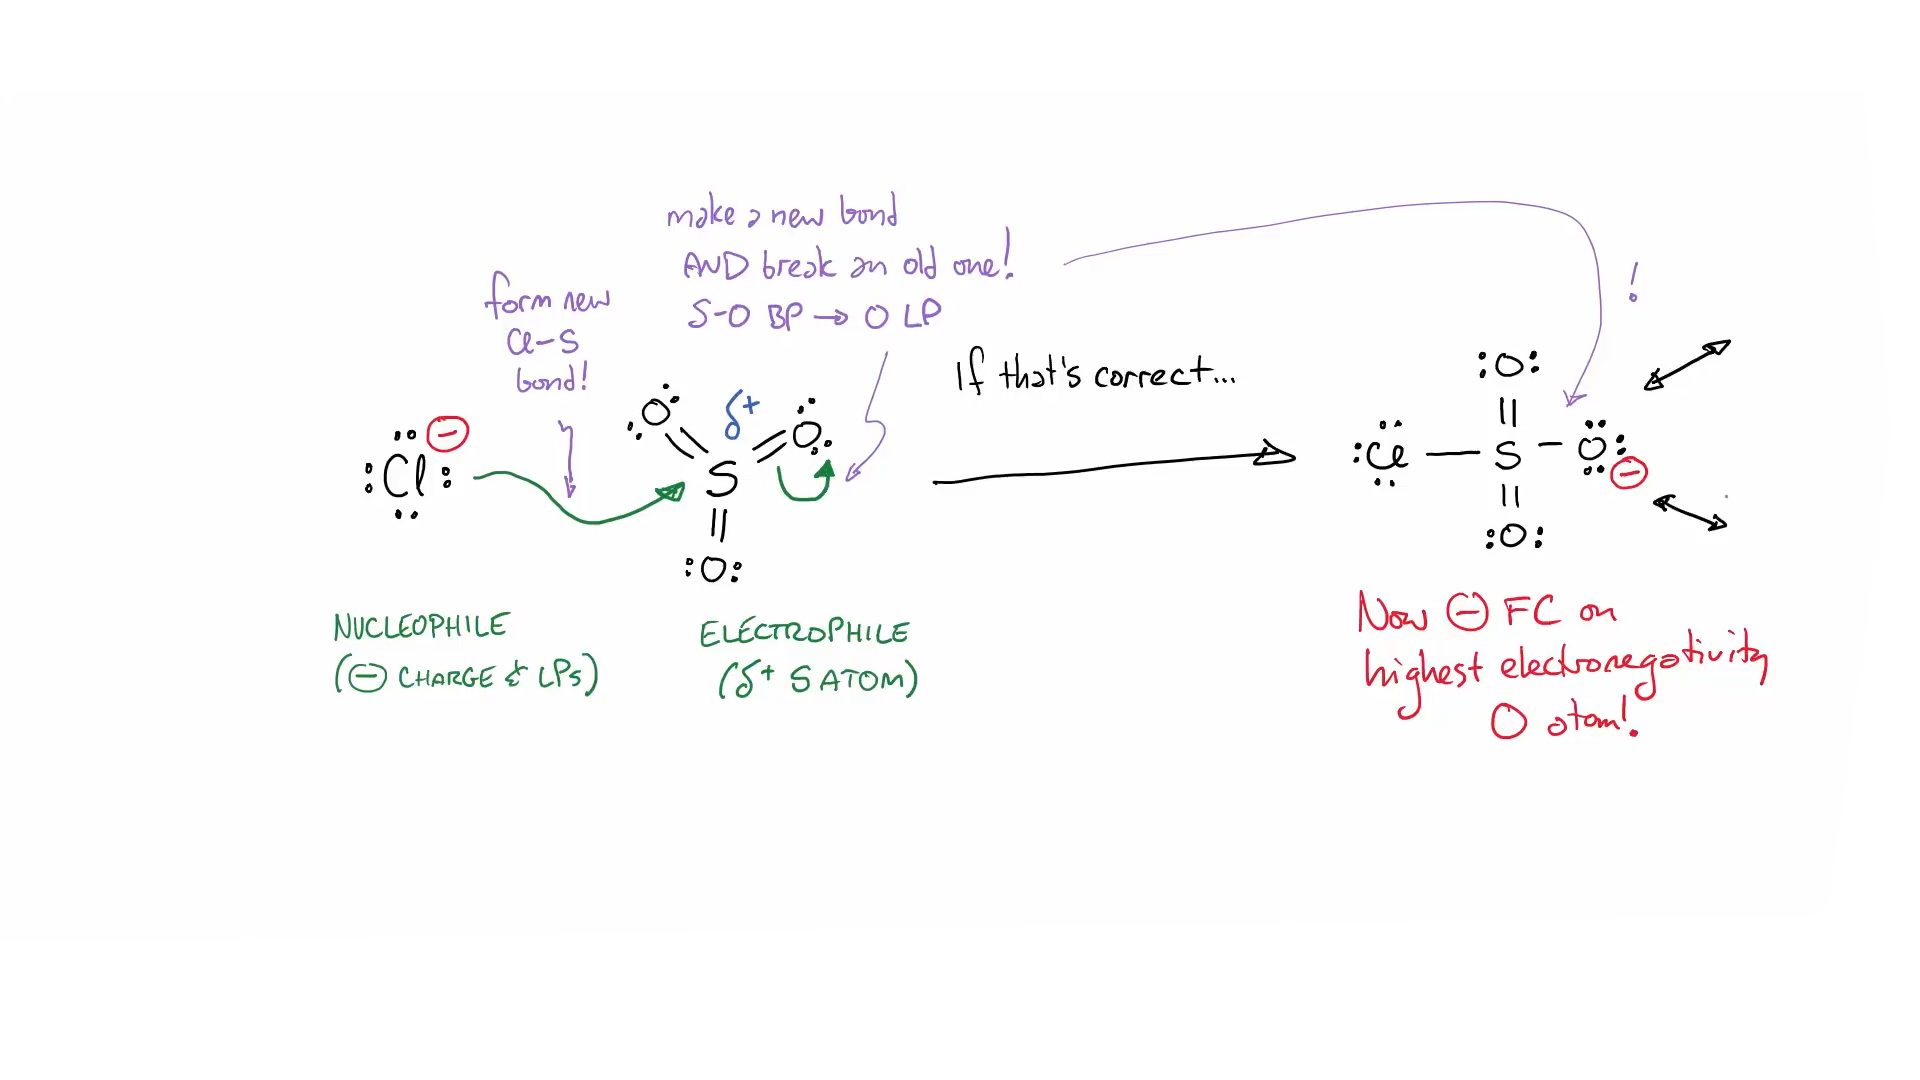 make a new bond
AND break an old one!
S-O BP → O LP
form new
Cl-S
bond!
If that's correct...
!
:Cl: ⊖
O
δ+
O
S
:O:
:O:
:Cl — S — O: ⊖
:O:
NUCLEOPHILE
(⊖ CHARGE & LPs)
ELECTROPHILE
(δ+ S ATOM)
Now ⊖ FC on
highest electronegativity
O atom!